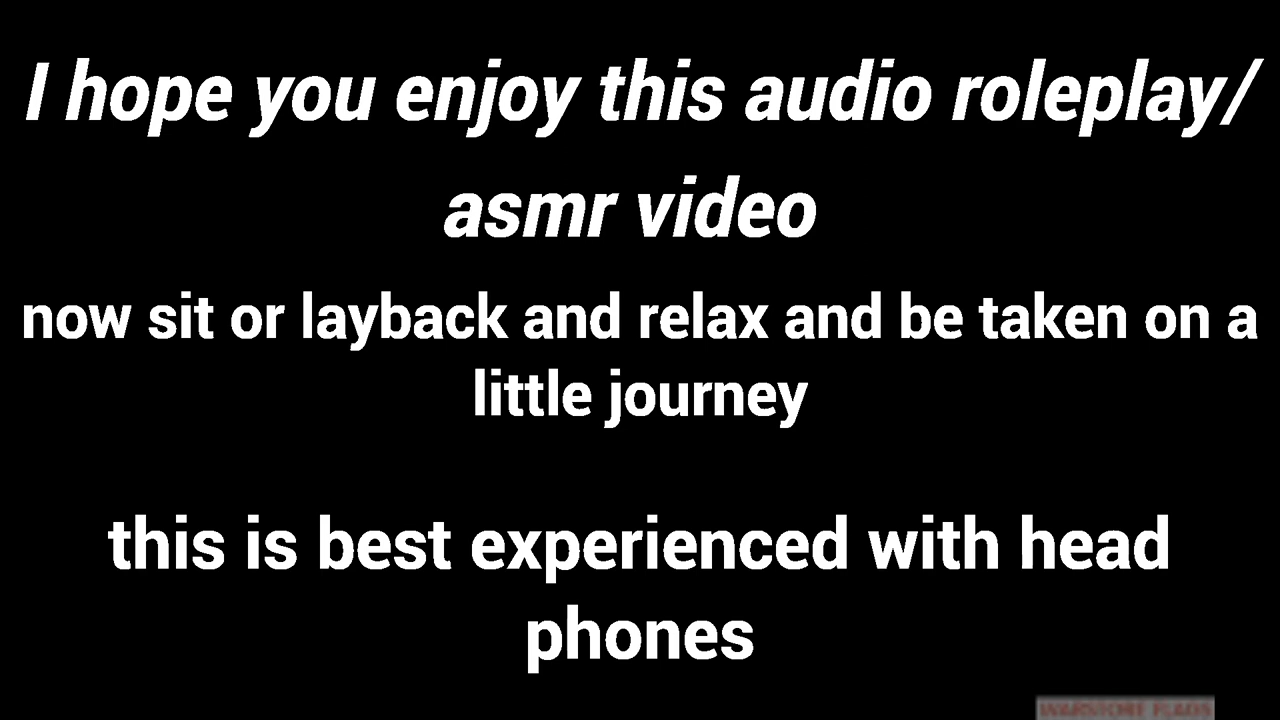 I hope you enjoy this audio roleplay/
asmr video
now sit or layback and relax and be taken on a
little journey
this is best experienced with head
phones